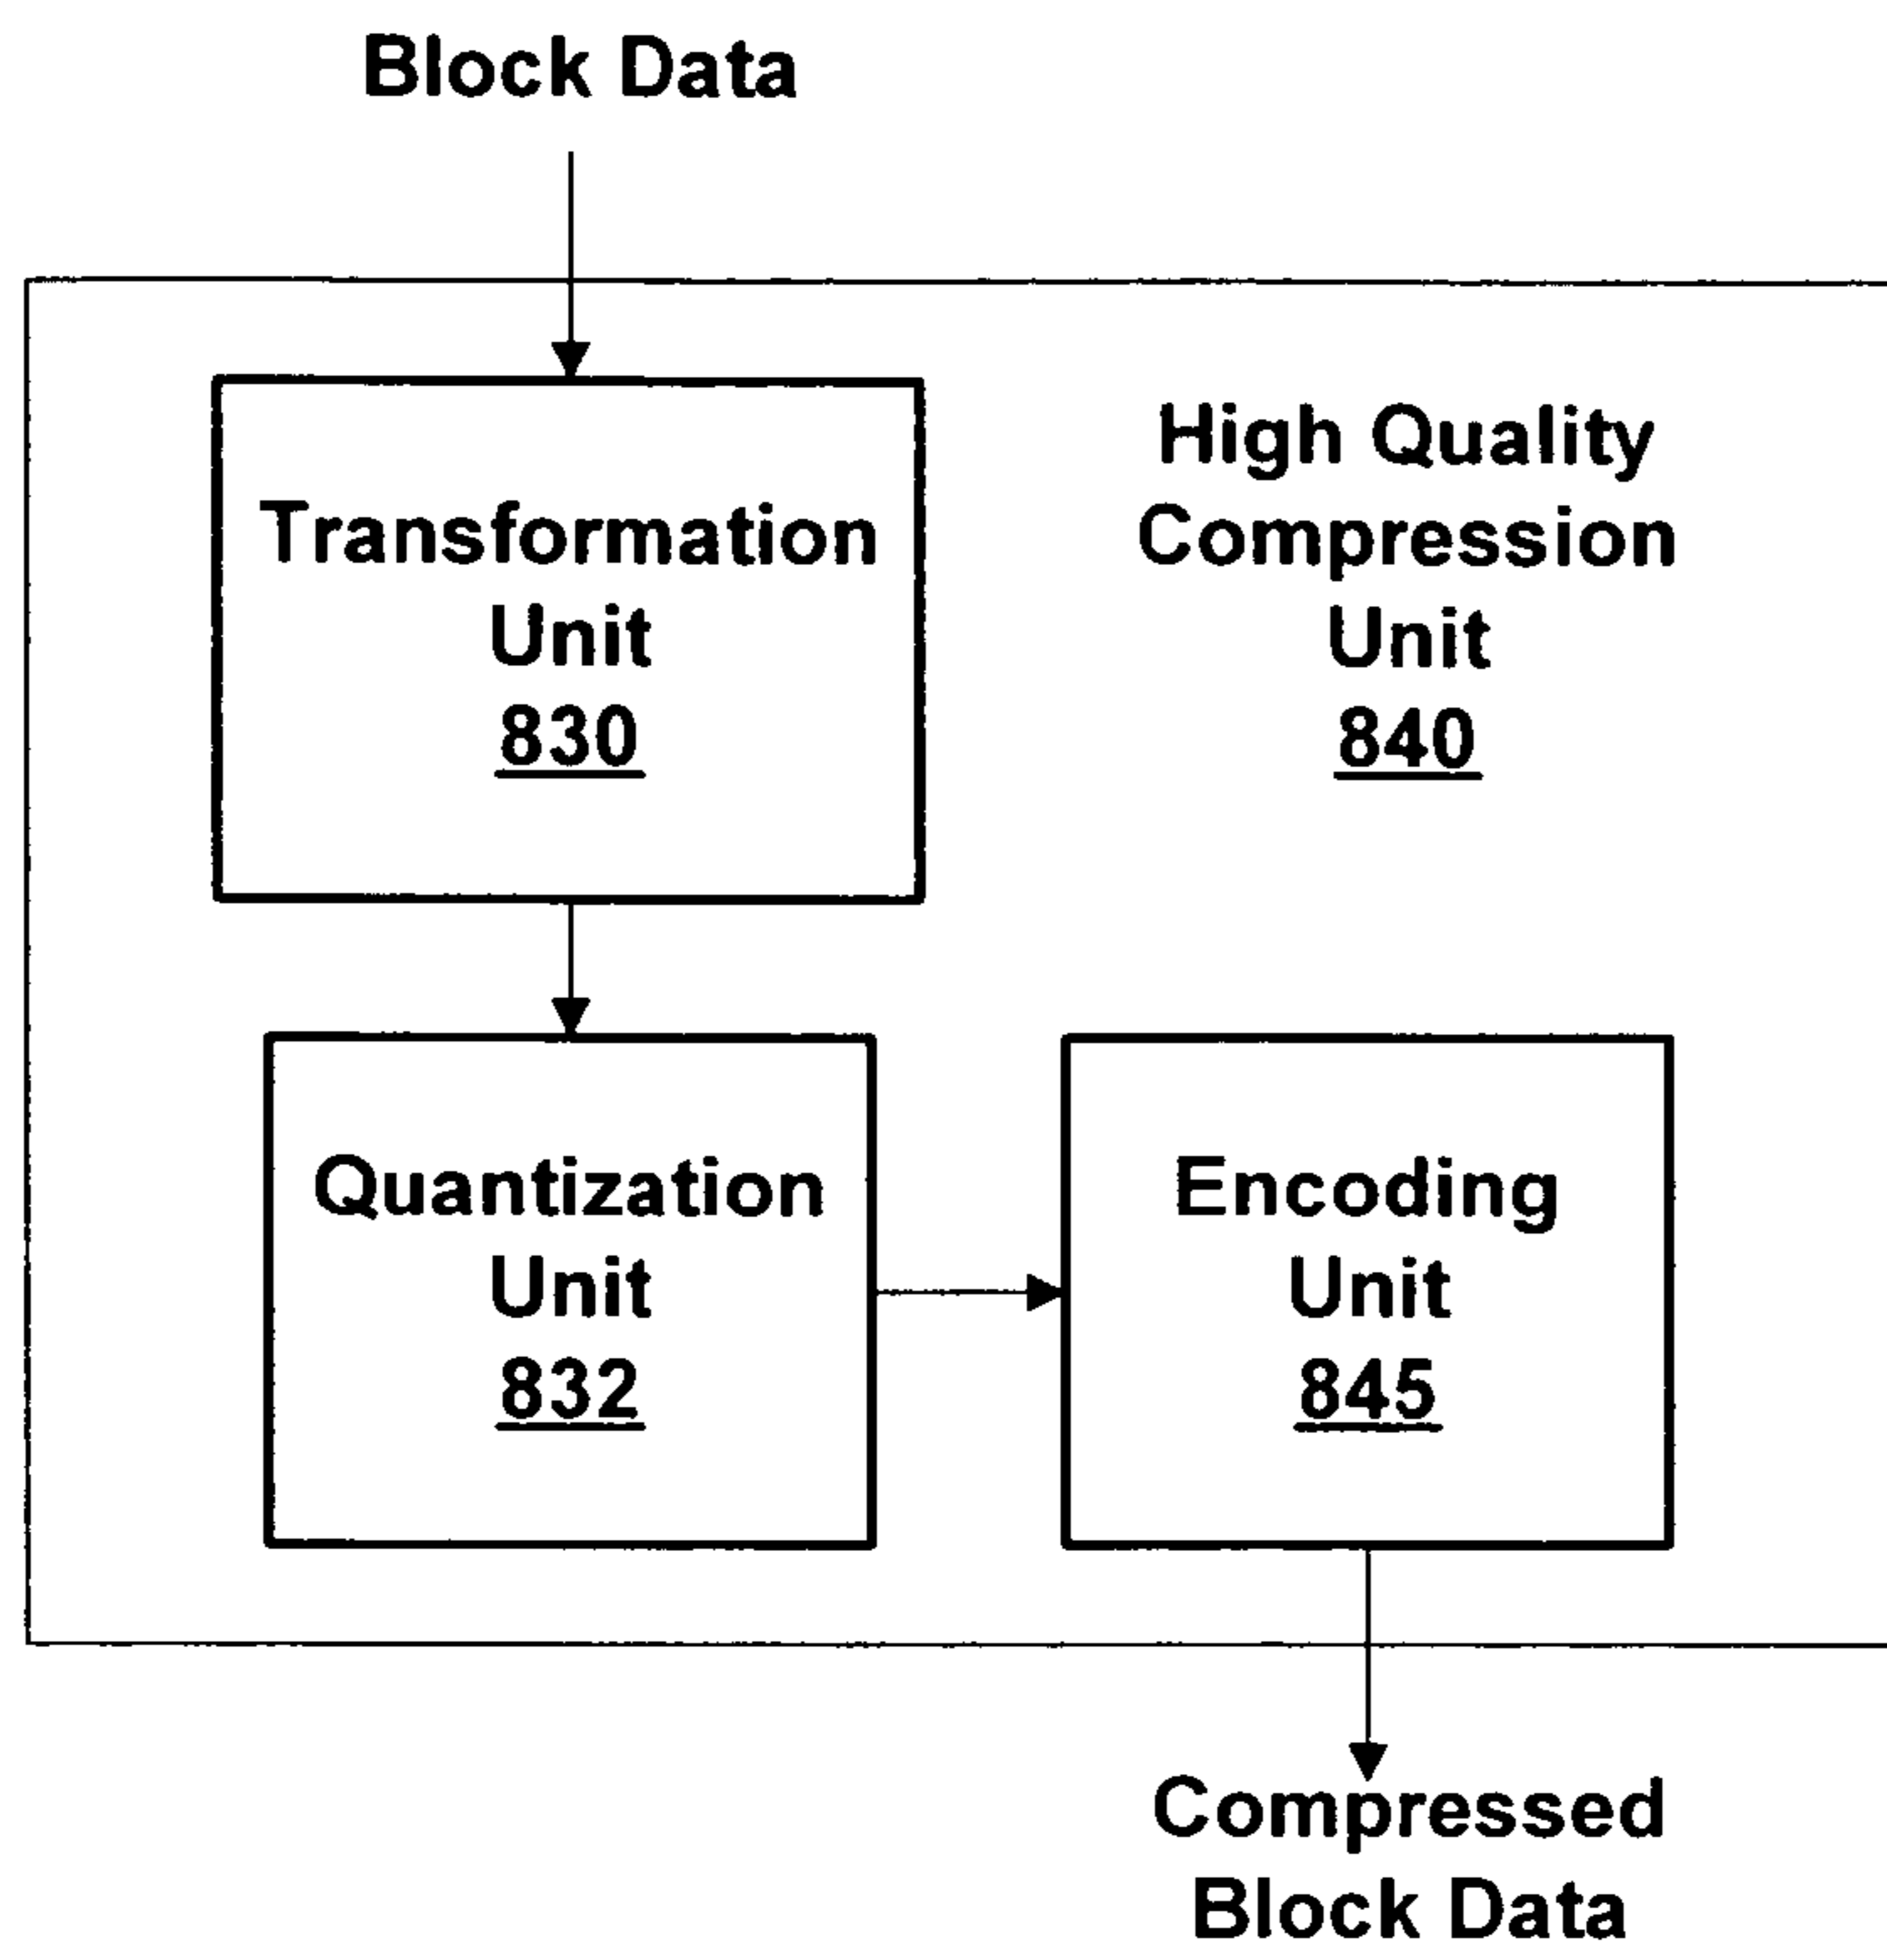 Block Data
Transformation
Unit
830
High Quality
Compression
Unit
840
Quantization
Unit
832
Encoding
Unit
845
Compressed
Block Data